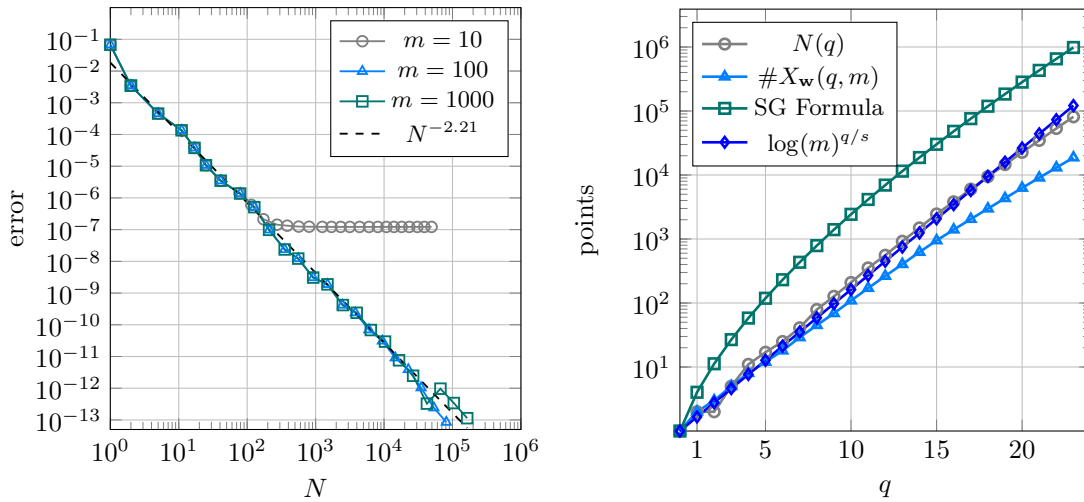 10^{-1}
10^{-2}
10^{-3}
10^{-4}
10^{-5}
10^{-6}
10^{-7}
10^{-8}
10^{-9}
10^{-10}
10^{-11}
10^{-12}
10^{-13}
error
10^0 10^1 10^2 10^3 10^4 10^5 10^6
N
m = 10
m = 100
m = 1000
N^{-2.21}
10^6
10^5
10^4
10^3
10^2
10^1
points
1 5 10 15 20
q
N(q)
#X_w(q, m)
SG Formula
log(m)^{q/s}